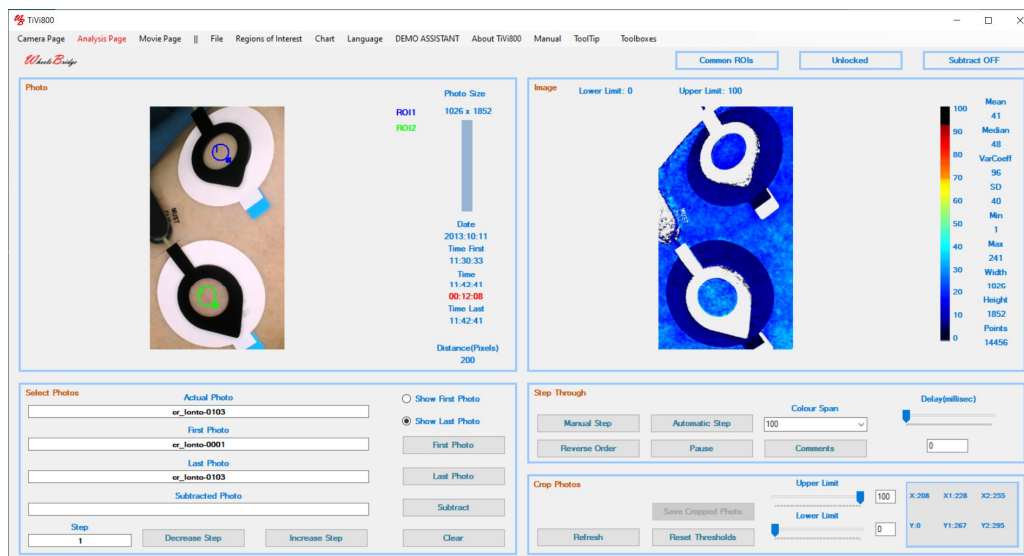 TiVi800
Camera Page Analysis Page Movie Page || File Regions of Interest Chart Language DEMO ASSISTANT About TiVi800 Manual ToolTip Toolboxes
WheelsBridge
Common ROIs Unlocked Subtract OFF
Photo
Photo Size
1026 x 1852
ROI1
ROI2
1
Date
2013:10:11
Time First
11:30:33
Time
11:42:41
00:12:08
Time Last
11:42:41
Distance(Pixels)
200
Image Lower Limit: 0 Upper Limit: 100
100
90
80
70
60
50
40
30
20
10
0
Mean
41
Median
48
VarCoeff
96
SD
40
Min
1
Max
241
Width
1026
Height
1852
Points
14456
Select Photos
Actual Photo
cr_Ionto-0103
First Photo
cr_Ionto-0001
Last Photo
cr_Ionto-0103
Subtracted Photo
Step
1
Decrease Step Increase Step
Show First Photo
Show Last Photo
First Photo
Last Photo
Subtract
Clear
Step Through
Manual Step Automatic Step
Colour Span
100
Delay(millisec)
Reverse Order Pause Comments
0
Crop Photos
Save Cropped Photo
Refresh Reset Thresholds
Upper Limit
100
Lower Limit
0
X:208 X1:228 X2:255
Y:0 Y1:267 Y2:295